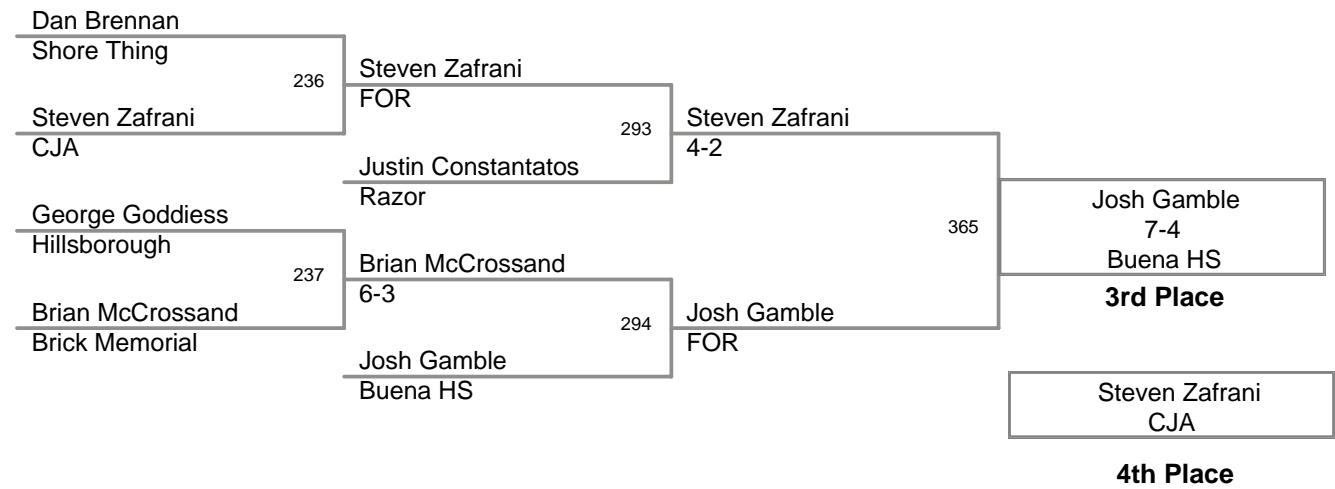 Dan Brennan
Shore Thing
236
Steven Zafrani
CJA
Steven Zafrani
FOR
293
Justin Constantatos
Razor
George Goddiess
Hillsborough
237
Brian McCrossand
Brick Memorial
Brian McCrossand
6-3
294
Josh Gamble
Buena HS
Steven Zafrani
4-2
365
Josh Gamble
FOR
Josh Gamble
7-4
Buena HS
3rd Place
Steven Zafrani
CJA
4th Place